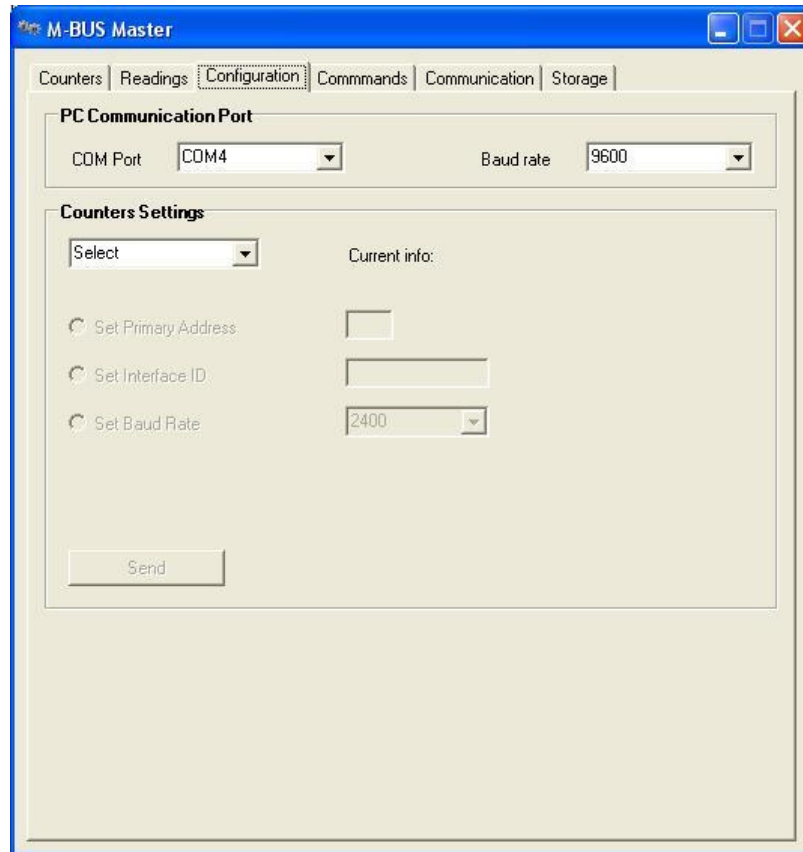 M-BUS Master
Counters Readings Configuration Commmands Communication Storage
PC Communication Port
COM Port COM4 Baud rate 9600
Counters Settings
Select Current info:
Set Primary Address
Set Interface ID
Set Baud Rate 2400
Send